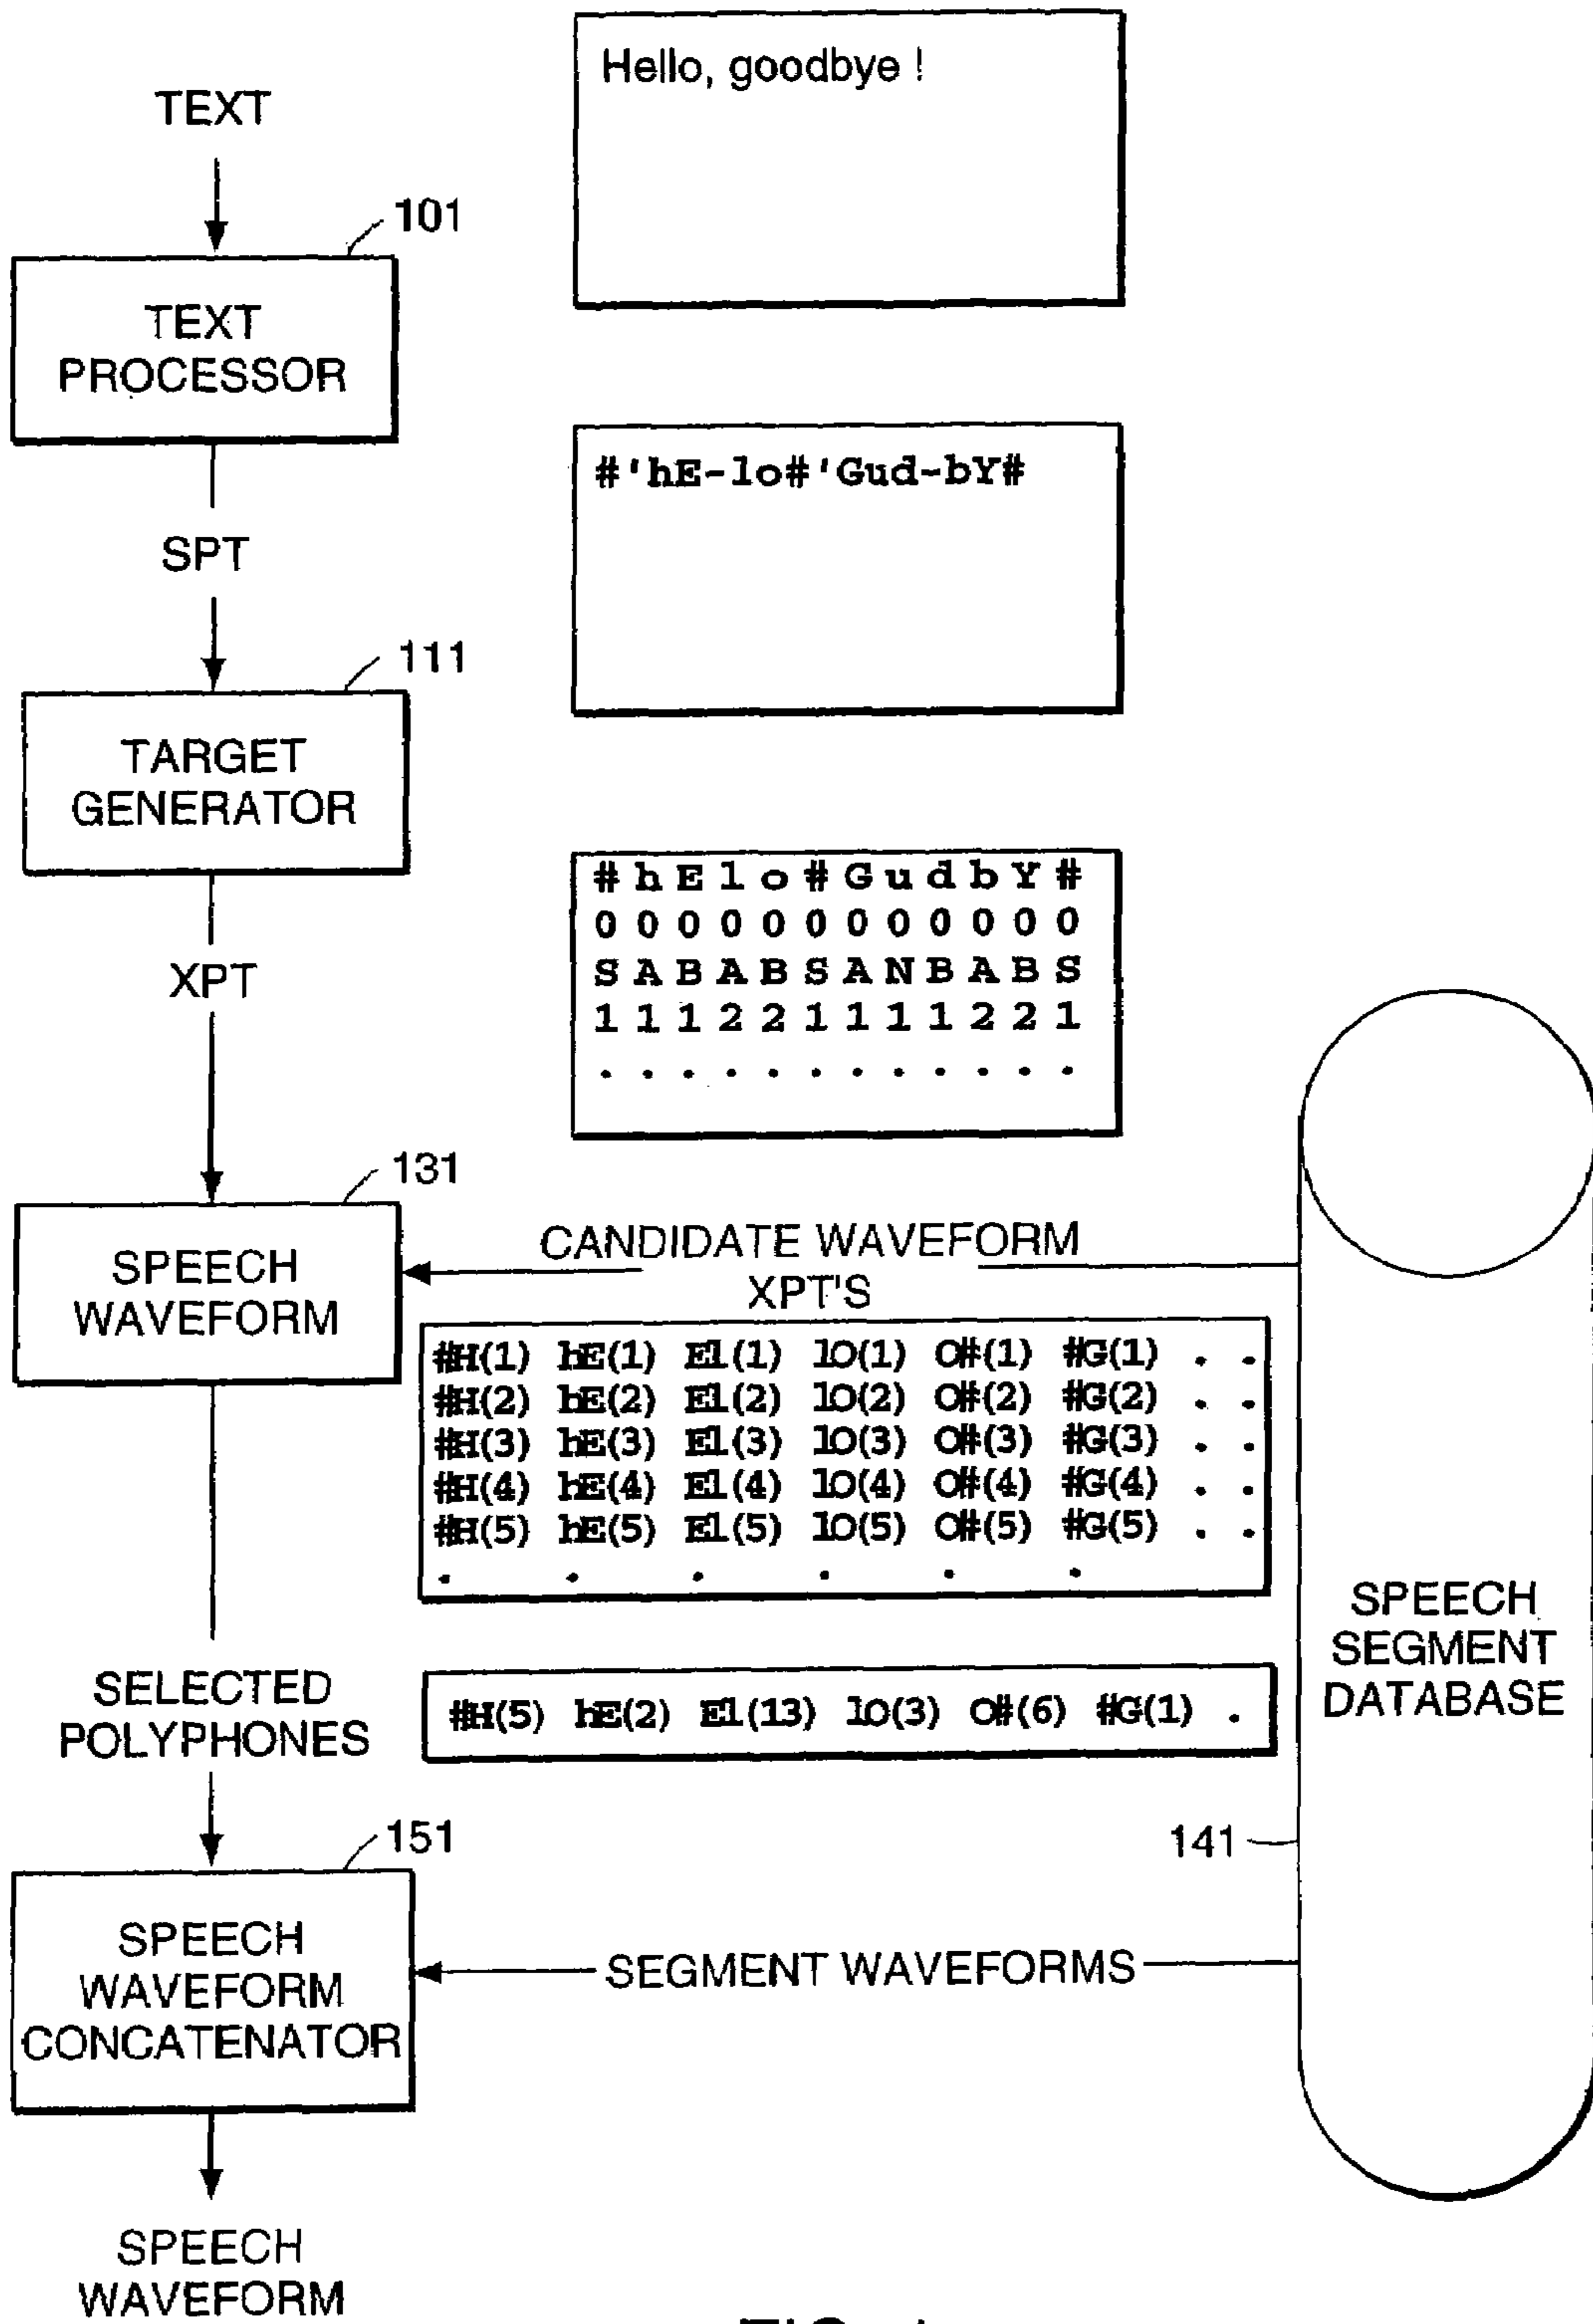 Hello, goodbye !
TEXT
101
TEXT
PROCESSOR
#'hE-lo#'Gud-bY#
SPT
111
TARGET
GENERATOR
# h E l o # G u d b Y #
0 0 0 0 0 0 0 0 0 0 0 0
S A B A B S A N B A B S
1 1 1 2 2 1 1 1 1 2 2 1
. . . . . . . . . . . .
XPT
131
SPEECH
WAVEFORM
CANDIDATE WAVEFORM
XPT'S
#H(1) hE(1) El(1) lO(1) O#(1) #G(1) . .
#H(2) hE(2) El(2) lO(2) O#(2) #G(2) . .
#H(3) hE(3) El(3) lO(3) O#(3) #G(3) . .
#H(4) hE(4) El(4) lO(4) O#(4) #G(4) . .
#H(5) hE(5) El(5) lO(5) O#(5) #G(5) . .
. . . . . .
SPEECH
SEGMENT
DATABASE
SELECTED
POLYPHONES
#H(5) hE(2) El(13) lO(3) O#(6) #G(1) .
151
141
SPEECH
WAVEFORM
CONCATENATOR
SEGMENT WAVEFORMS
SPEECH
WAVEFORM